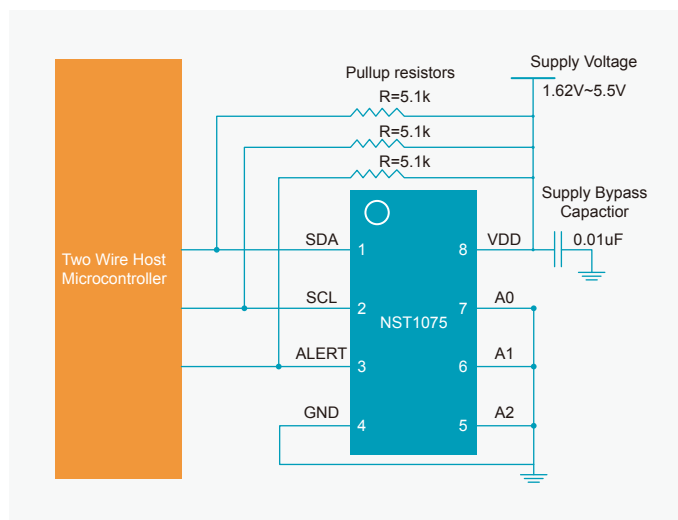 Supply Voltage
1.62V~5.5V
Pullup resistors
R=5.1k
R=5.1k
R=5.1k
Supply Bypass
Capactior
0.01uF
Two Wire Host
Microcontroller
SDA
1
8
VDD
SCL
2
7
A0
NST1075
ALERT
3
6
A1
GND
4
5
A2